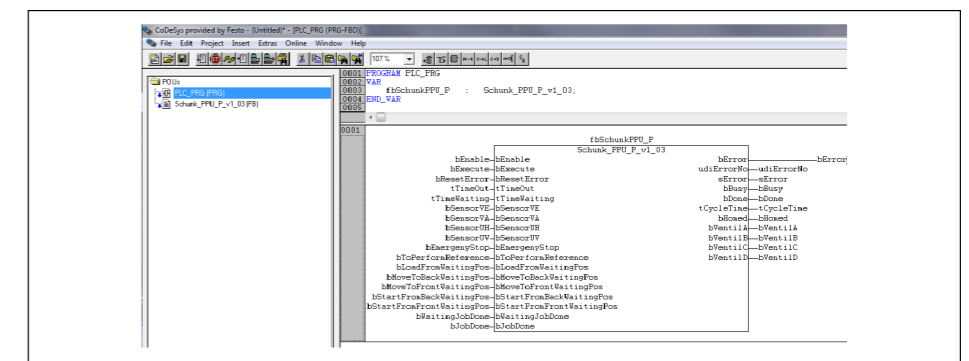 CoDeSys provided by Festo - (Untitled)* - [PLC_PRG (PRG-FBD)]
File Edit Project Insert Extras Online Window Help
107 %
POUs
PLC_PRG (PRG)
Schunk_PPU_P_v1_03 (FB)
0001 PROGRAM PLC_PRG
0002 VAR
0003 fbSchunkPPU_P : Schunk_PPU_P_v1_03;
0004 END_VAR
0005
0001
fbSchunkPPU_P
Schunk_PPU_P_v1_03
bEnable bEnable bError bError
bExecute bExecute udiErrorNo udiErrorNo
bResetError bResetError sError sError
tTimeOut tTimeOut bBusy bBusy
tTimeWaiting tTimeWaiting bDone bDone
bSensorVE bSensorVE tCycleTime tCycleTime
bSensorVA bSensorVA bHomed bHomed
bSensorUH bSensorUH bVentilA bVentilA
bSensorUV bSensorUV bVentilB bVentilB
bEmergenyStop bEmergenyStop bVentilC bVentilC
bToPerformReference bToPerformReference bVentilD bVentilD
bLoadFromWaitingPos bLoadFromWaitingPos
bMoveToBackWaitingPos bMoveToBackWaitingPos
bMoveToFrontWaitingPos bMoveToFrontWaitingPos
bStartFromBackWaitingPos bStartFromBackWaitingPos
bStartFromFrontWaitingPos bStartFromFrontWaitingPos
bWaitingJobDone bWaitingJobDone
bJobDone bJobDone